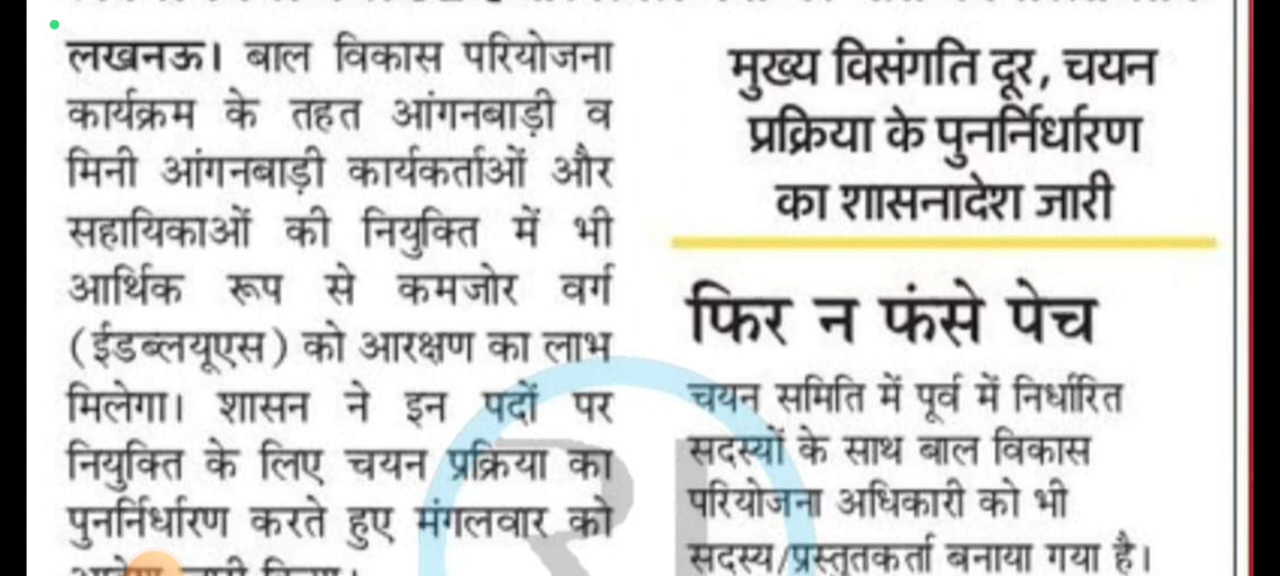 लखनऊ। बाल विकास परियोजना
कार्यक्रम के तहत आंगनबाड़ी व
मिनी आंगनबाड़ी कार्यकर्ताओं और
सहायिकाओं की नियुक्ति में भी
आर्थिक रूप से कमजोर वर्ग
(ईडब्लयूएस) को आरक्षण का लाभ
मिलेगा। शासन ने इन पदों पर
नियुक्ति के लिए चयन प्रक्रिया का
पुनर्निर्धारण करते हुए मंगलवार को
मुख्य विसंगति दूर, चयन
प्रक्रिया के पुनर्निर्धारण
का शासनादेश जारी
फिर न फंसे पेच
चयन समिति में पूर्व में निर्धारित
सदस्यों के साथ बाल विकास
परियोजना अधिकारी को भी
सदस्य/प्रस्तुतकर्ता बनाया गया है।